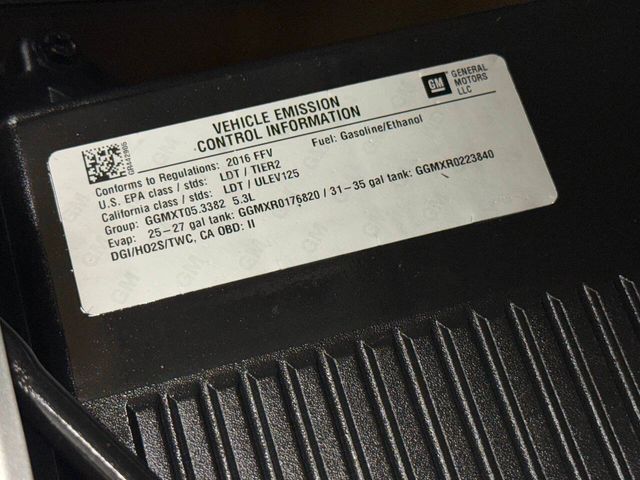 GM
GENERAL
MOTORS
LLC
VEHICLE EMISSION
CONTROL INFORMATION
Conforms to Regulations: 2016 FFV
Fuel: Gasoline/Ethanol
U.S. EPA class / stds: LDT / TIER2
California class / stds: LDT / ULEV125
Group: GGMXT05.3382 5.3L
Evap: 25-27 gal tank: GGMXR0176820 / 31-35 gal tank: GGMXR0223840
DGI/HO2S/TWC, CA OBD: II